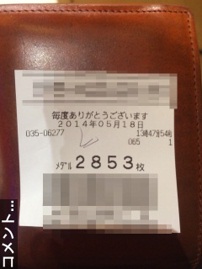 毎度ありがとうございます
2014年05月18日
035-06277 13時47分54秒
065 1
メダル 2853枚
コメント…